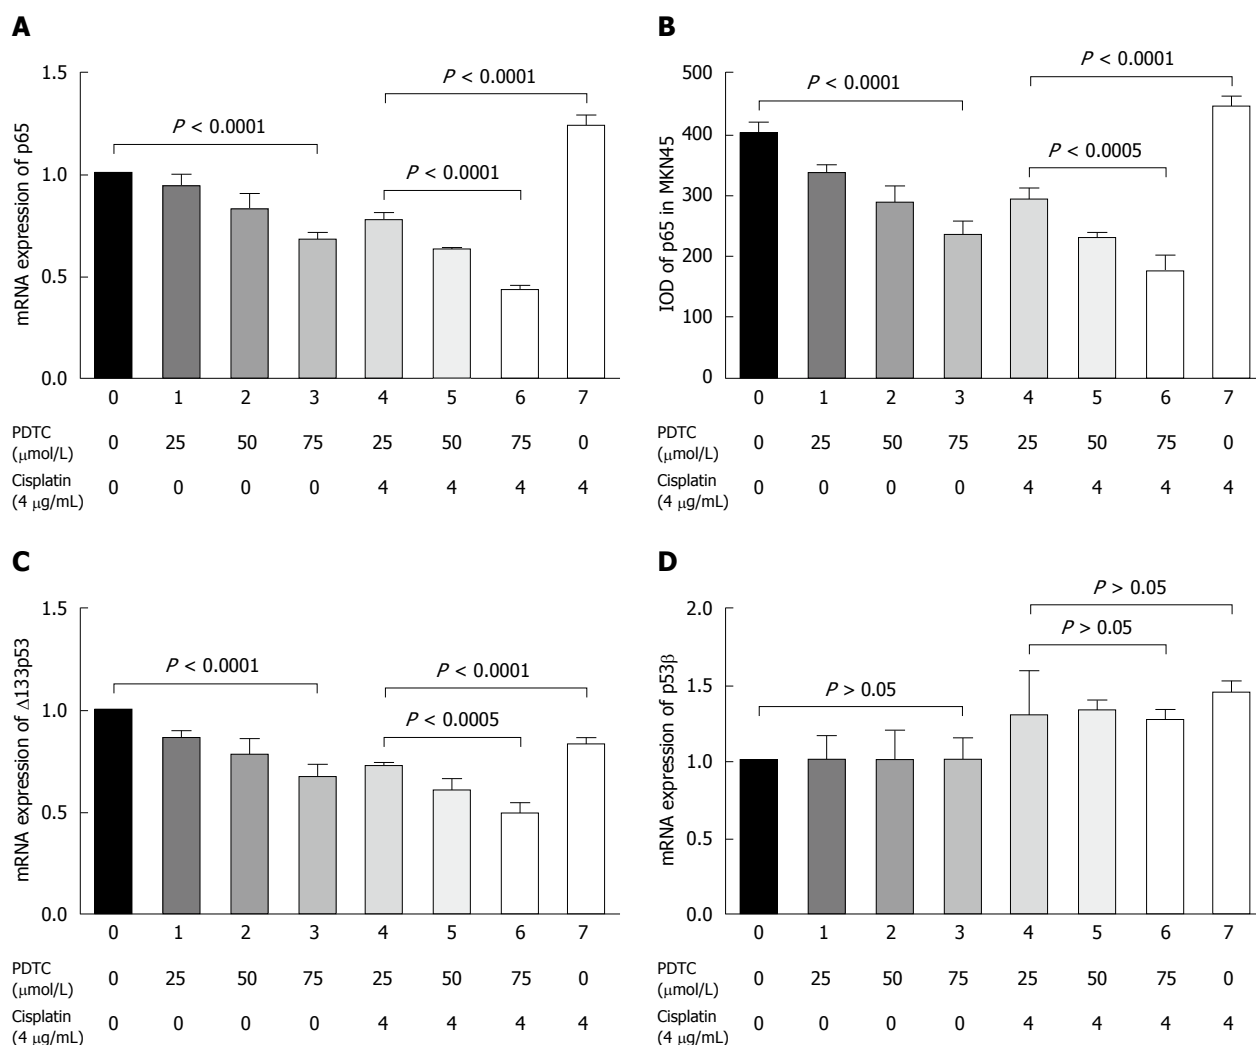 A
mRNA expression of p65
1.5
1.0
0.5
0.0
P < 0.0001
P < 0.0001
P < 0.0001
0 1 2 3 4 5 6 7
PDTC
(μmol/L)
0 25 50 75 25 50 75 0
Cisplatin
(4 μg/mL)
0 0 0 0 4 4 4 4
B
IOD of p65 in MKN45
500
400
300
200
100
0
P < 0.0001
P < 0.0001
P < 0.0005
0 1 2 3 4 5 6 7
PDTC
(μmol/L)
0 25 50 75 25 50 75 0
Cisplatin
(4 μg/mL)
0 0 0 0 4 4 4 4
C
mRNA expression of Δ133p53
1.5
1.0
0.5
0.0
P < 0.0001
P < 0.0001
P < 0.0005
0 1 2 3 4 5 6 7
PDTC
(μmol/L)
0 25 50 75 25 50 75 0
Cisplatin
(4 μg/mL)
0 0 0 0 4 4 4 4
D
mRNA expression of p53β
2.0
1.5
1.0
0.5
0.0
P > 0.05
P > 0.05
P > 0.05
0 1 2 3 4 5 6 7
PDTC
(μmol/L)
0 25 50 75 25 50 75 0
Cisplatin
(4 μg/mL)
0 0 0 0 4 4 4 4